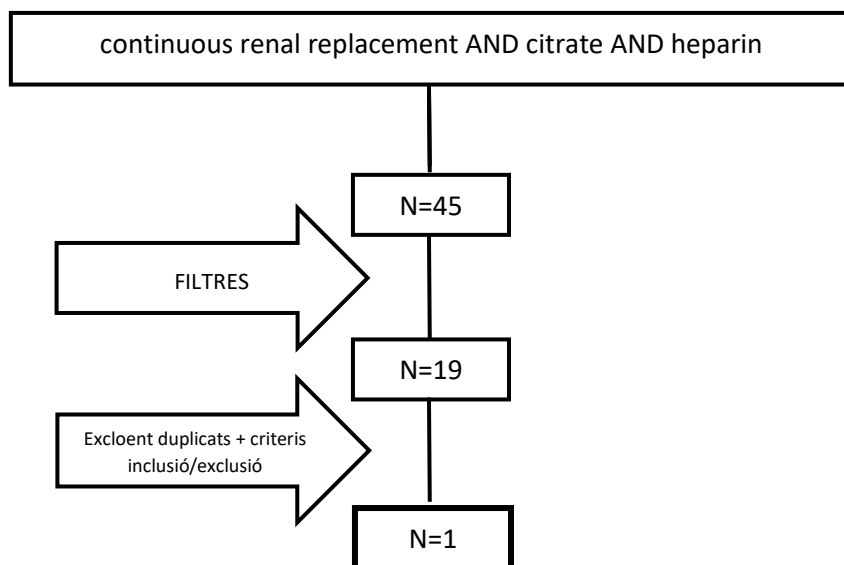 continuous renal replacement AND citrate AND heparin
N=45
FILTRES
N=19
Excloent duplicats + criteris
inclusió/exclusió
N=1